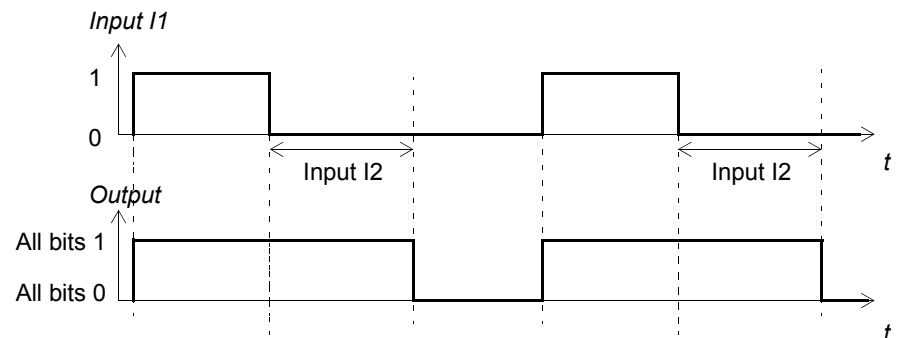 Input I1
1
0
Input I2 Input I2
t
Output
All bits 1
All bits 0
t